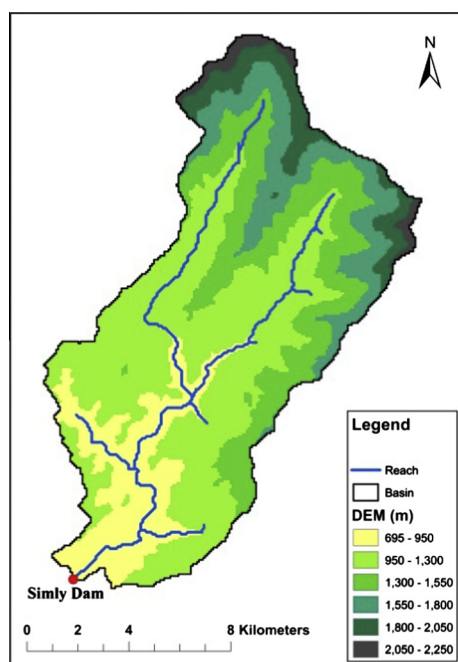 N
Legend
Reach
Basin
DEM (m)
695 - 950
950 - 1,300
1,300 - 1,550
1,550 - 1,800
1,800 - 2,050
2,050 - 2,250
Simly Dam
0 2 4 8 Kilometers